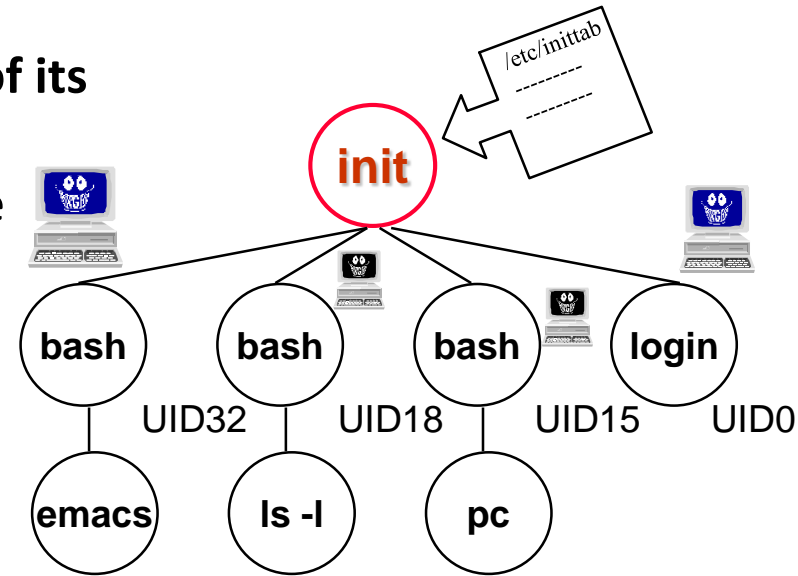 /etc/inittab
----------
----------
of its
init
e
bash
bash
bash
login
UID32
UID18
UID15
UID0
emacs
ls -l
pc